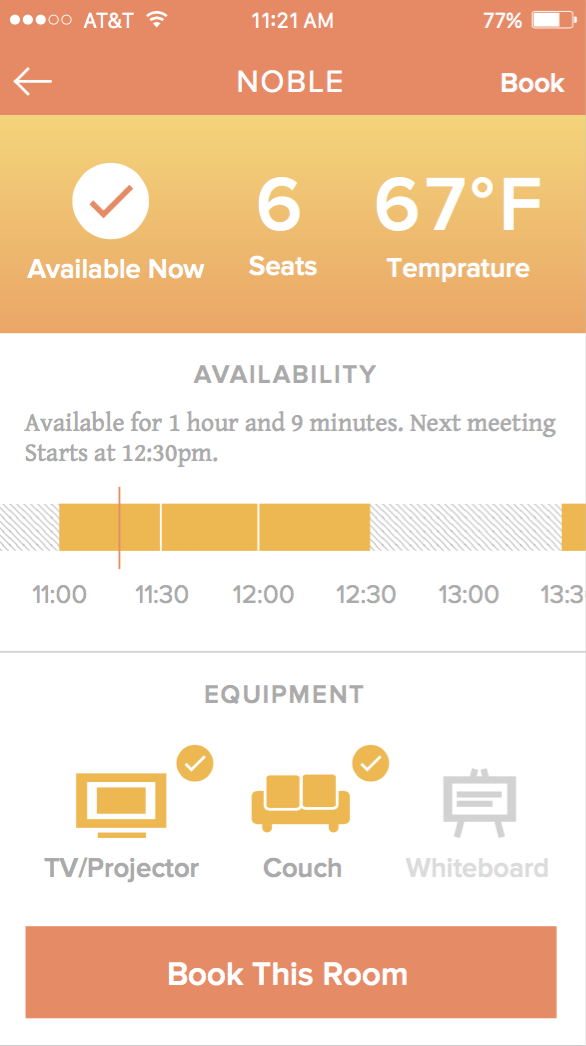 AT&T 11:21 AM 77%
NOBLE Book
6 67°F
Available Now Seats Temprature
AVAILABILITY
Available for 1 hour and 9 minutes. Next meeting
Starts at 12:30pm.
11:00 11:30 12:00 12:30 13:00 13:3
EQUIPMENT
TV/Projector Couch Whiteboard
Book This Room